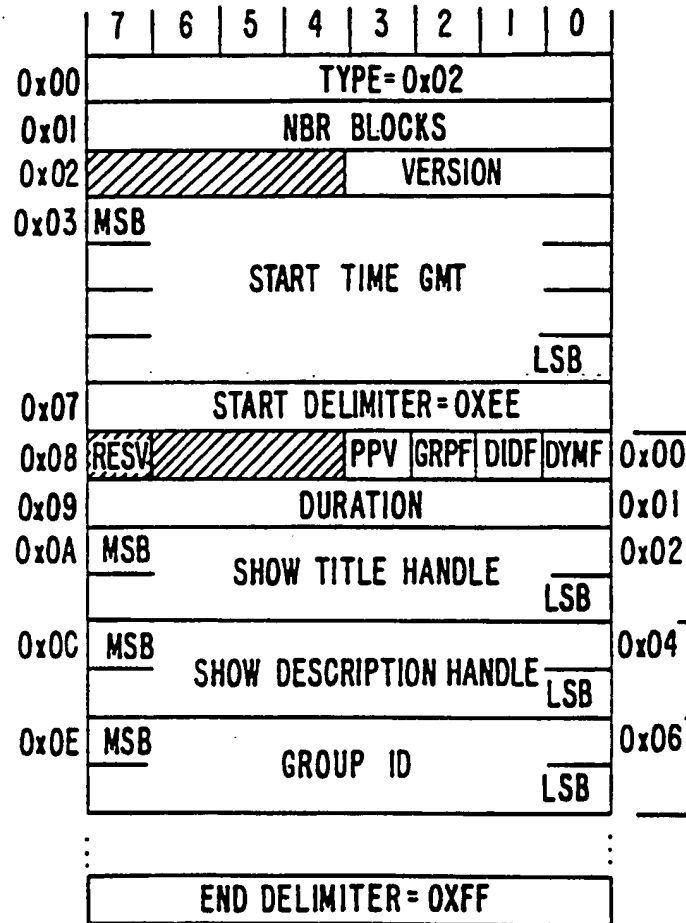 7 | 6 | 5 | 4 | 3 | 2 | 1 | 0
0x00 TYPE=0x02
0x01 NBR BLOCKS
0x02 VERSION
0x03 MSB
START TIME GMT
LSB
0x07 START DELIMITER=0XEE
0x08 RESV PPV GRPF DIDF DYMF 0x00
0x09 DURATION 0x01
0x0A MSB 0x02
SHOW TITLE HANDLE
LSB
0x0C MSB 0x04
SHOW DESCRIPTION HANDLE
LSB
0x0E MSB 0x06
GROUP ID
LSB
END DELIMITER=0XFF